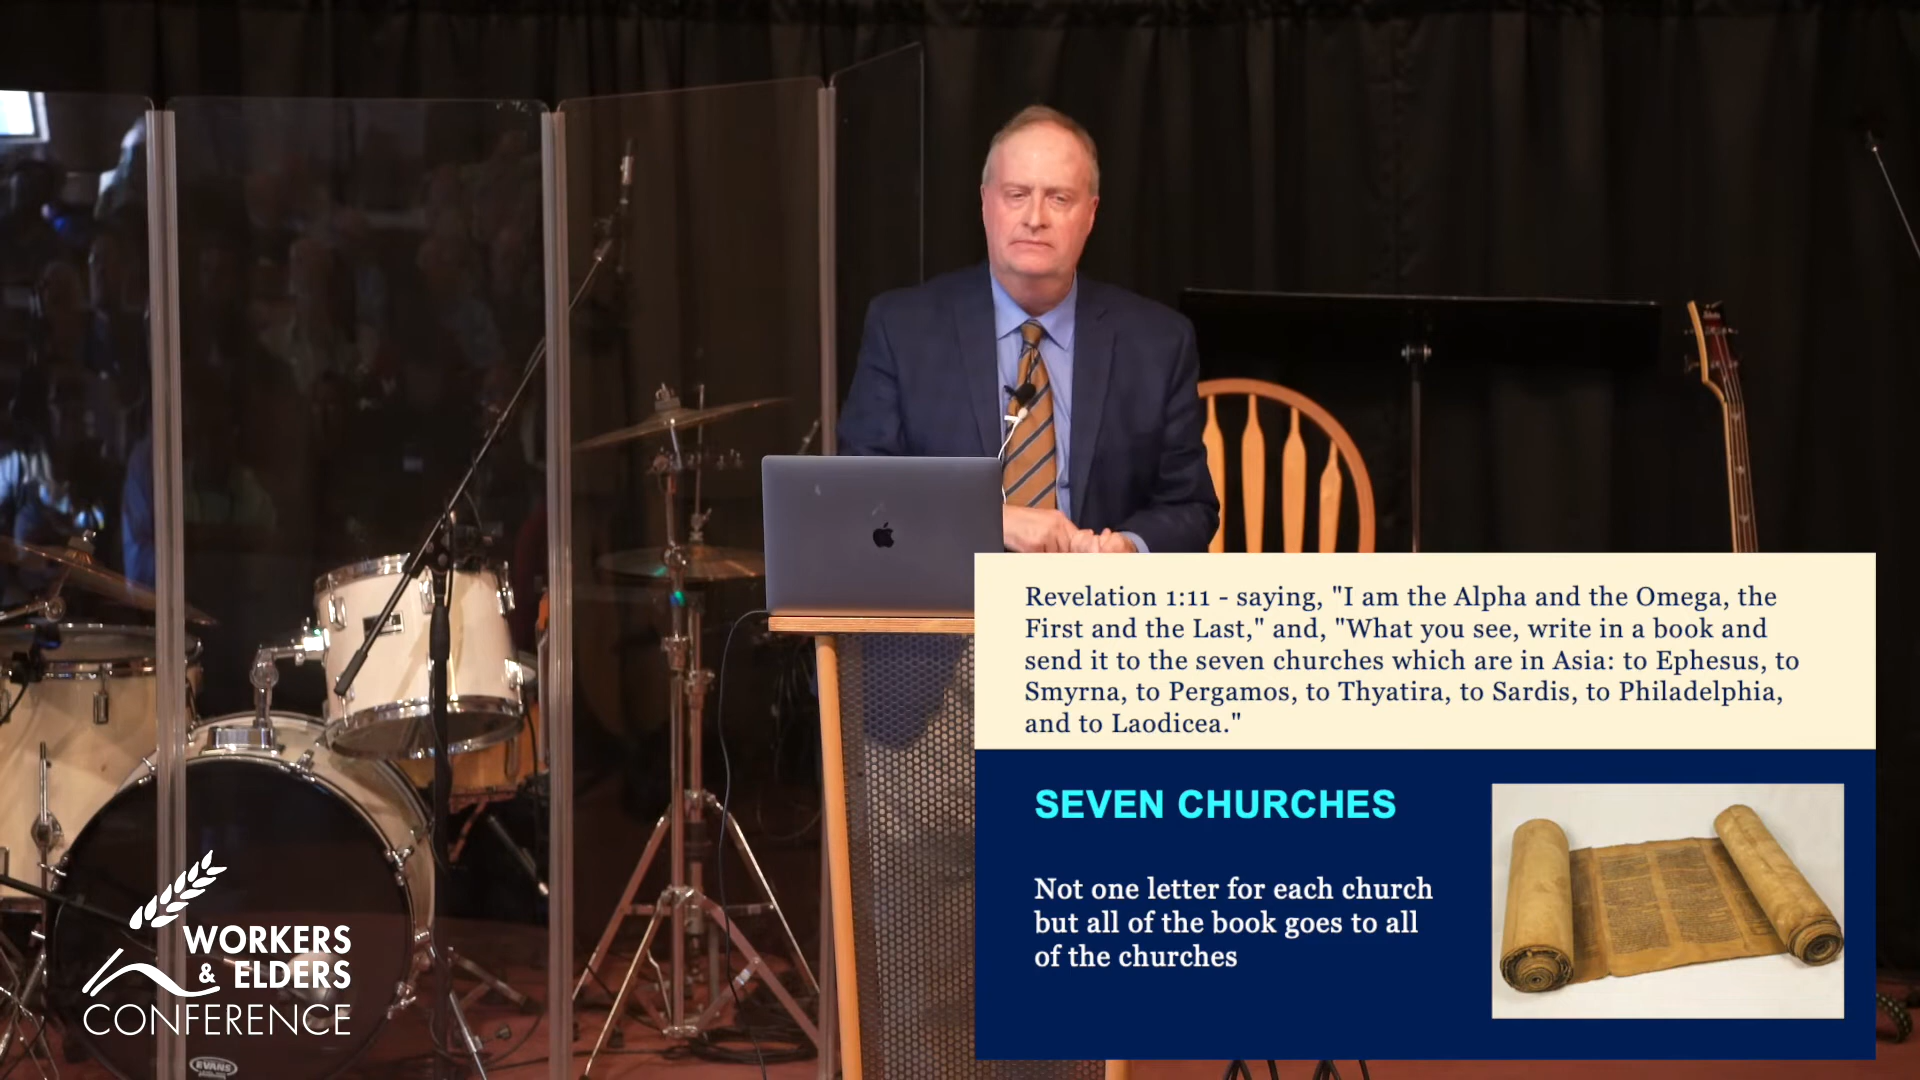 Revelation 1:11 - saying, "I am the Alpha and the Omega, the
First and the Last," and, "What you see, write in a book and
send it to the seven churches which are in Asia: to Ephesus, to
Smyrna, to Pergamos, to Thyatira, to Sardis, to Philadelphia,
and to Laodicea."
SEVEN CHURCHES
Not one letter for each church
but all of the book goes to all
of the churches
WORKERS
& ELDERS
CONFERENCE
EVANS